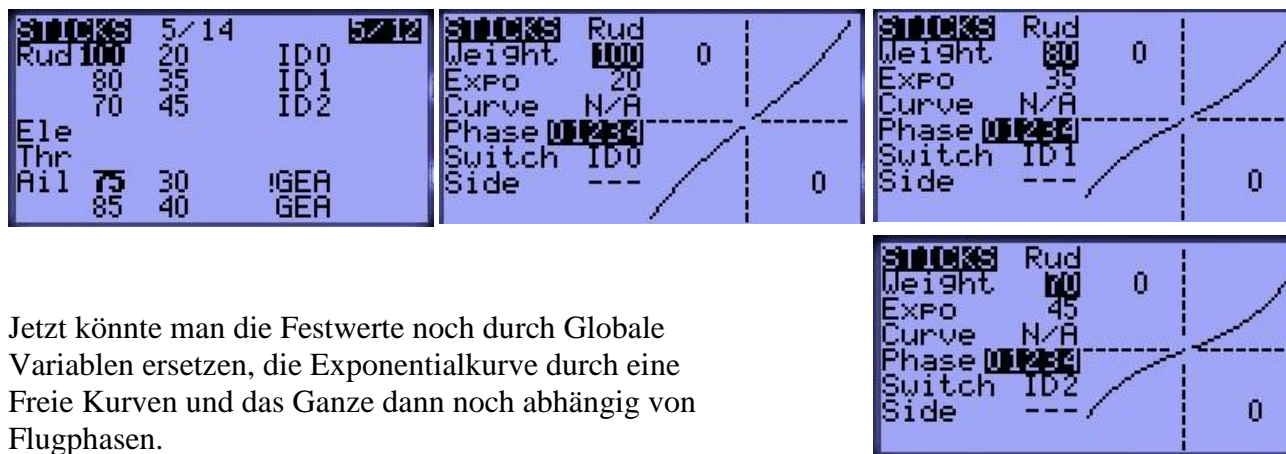 STICKS 5/14 5/12
Rud 100 20 ID0
80 35 ID1
70 45 ID2
Ele
Thr
Ail 75 30 !GEA
85 40 GEA
STICKS Rud
Weight 100 0
Expo 20
Curve N/A
Phase 01234
Switch ID0
Side --- 0
STICKS Rud
Weight 80 0
Expo 35
Curve N/A
Phase 01234
Switch ID1
Side --- 0
STICKS Rud
Weight 70 0
Expo 45
Curve N/A
Phase 01234
Switch ID2
Side --- 0
Jetzt könnte man die Festwerte noch durch Globale
Variablen ersetzen, die Exponentialkurve durch eine
Freie Kurven und das Ganze dann noch abhängig von
Flugphasen.